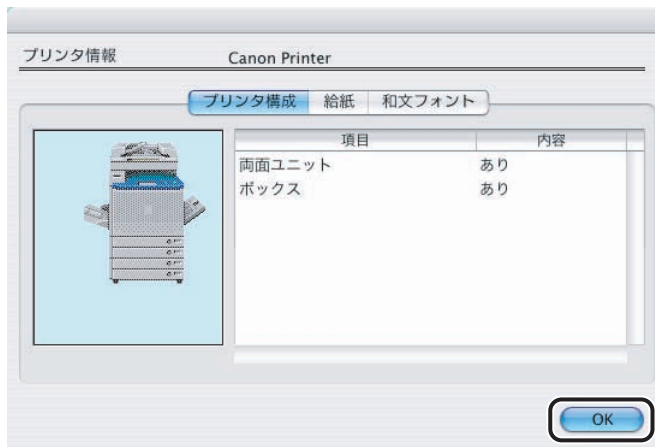 プリンタ情報 Canon Printer
プリンタ構成 給紙 和文フォント
項目 内容
両面ユニット あり
ボックス あり
OK